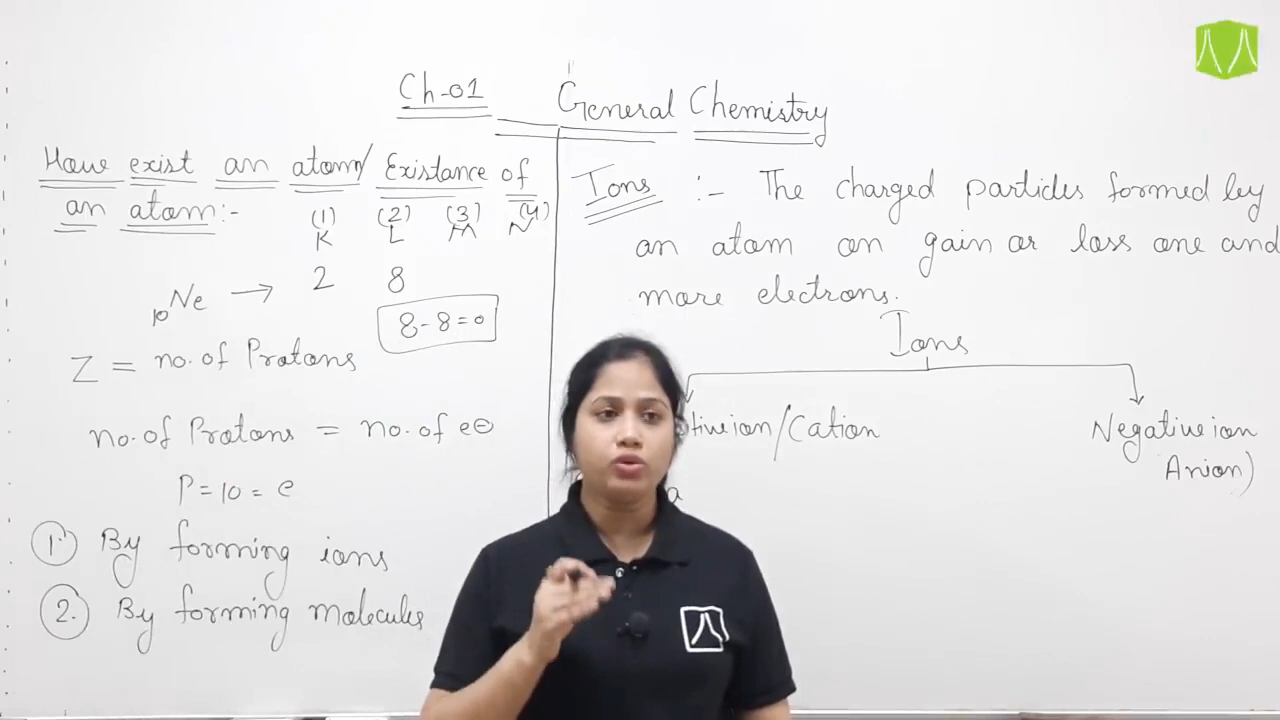 Ch-01 General Chemistry
How exist an atom/ Existance of
an atom:-
(1) (2) (3) (4)
K L M N
10Ne → 2 8
8-8=0
Z = no. of Protons
no. of Protons = no. of e⊖
P=10 = e
1. By forming ions
2. By forming molecules
Ions :- The charged particles formed by
an atom on gain or loss one and
more electrons.
Ions
tive ion/Cation
Negative ion
Anion)
a